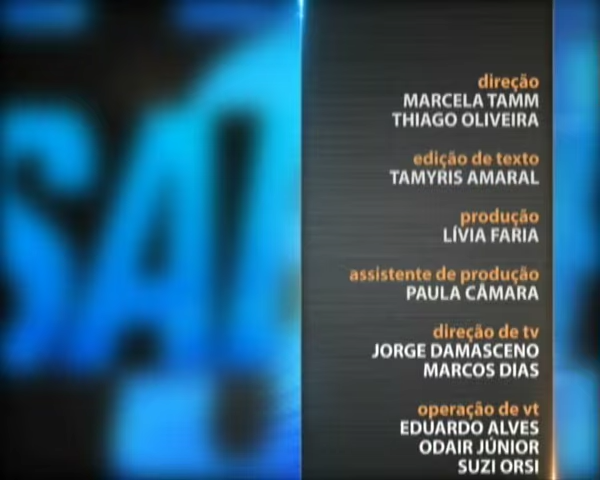 direção
MARCELA TAMM
THIAGO OLIVEIRA
edição de texto
TAMYRIS AMARAL
produção
LÍVIA FARIA
assistente de produção
PAULA CÂMARA
direção de tv
JORGE DAMASCENO
MARCOS DIAS
operação de vt
EDUARDO ALVES
ODAIR JÚNIOR
SUZI ORSI